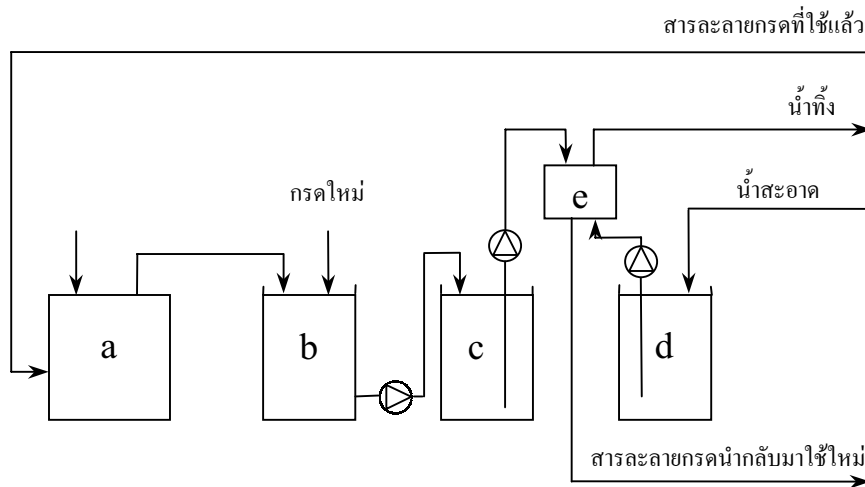 สารละลายกรดที่ใช้แล้ว
น้ำทิ้ง
น้ำสะอาด
กรดใหม่
e
a
b
c
d
สารละลายกรดนำกลับมาใช้ใหม่